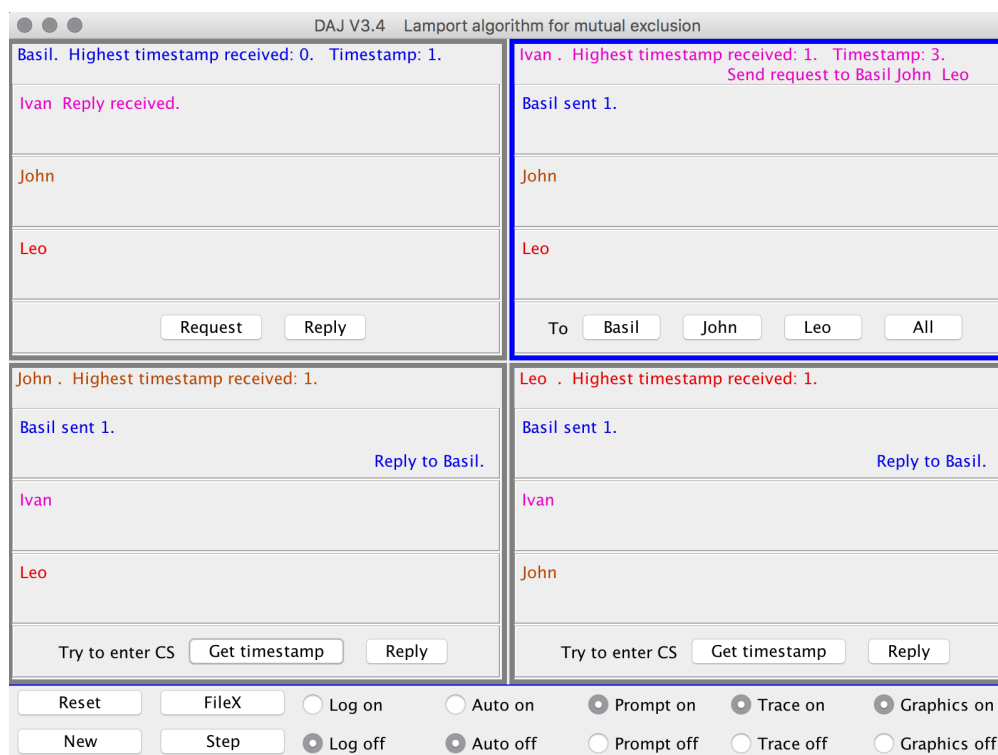 DAJ V3.4    Lamport algorithm for mutual exclusion
Basil.  Highest timestamp received: 0.   Timestamp: 1.
Ivan  Reply received.
John
Leo
Request
Reply
Ivan .  Highest timestamp received: 1.   Timestamp: 3.
Send request to Basil John  Leo
Basil sent 1.
John
Leo
To Basil John Leo All
John .  Highest timestamp received: 1.
Basil sent 1.
Reply to Basil.
Ivan
Leo
Try to enter CS Get timestamp Reply
Leo  .  Highest timestamp received: 1.
Basil sent 1.
Reply to Basil.
Ivan
John
Try to enter CS Get timestamp Reply
Reset FileX Log on Auto on Prompt on Trace on Graphics on
New Step Log off Auto off Prompt off Trace off Graphics off